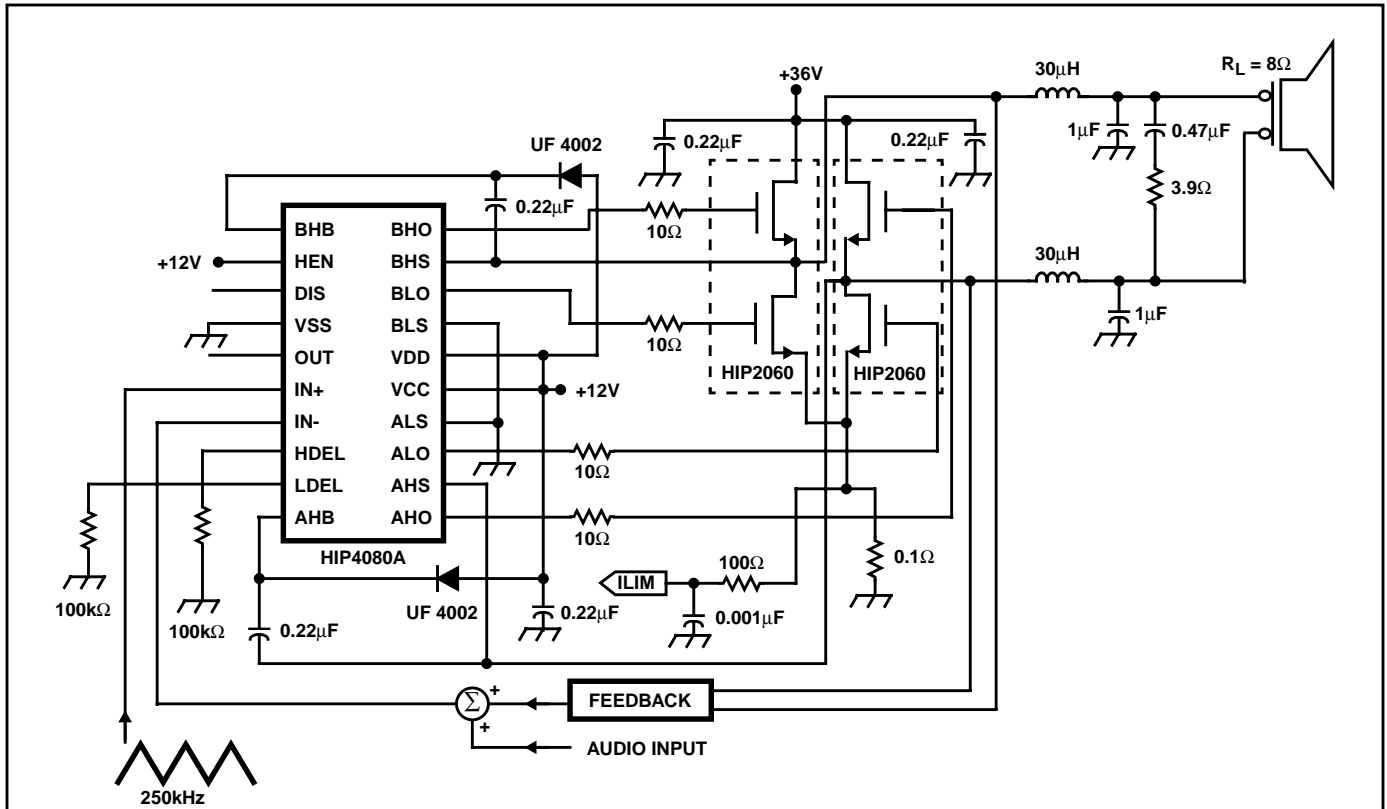 +36V
30µH
R_L = 8Ω
1µF
0.47µF
3.9Ω
0.22µF
0.22µF
UF 4002
0.22µF
10Ω
10Ω
+12V
BHB
HEN
DIS
VSS
OUT
IN+
IN-
HDEL
LDEL
AHB
BHO
BHS
BLO
BLS
VDD
VCC
ALS
ALO
AHS
AHO
HIP4080A
+12V
HIP2060
HIP2060
30µH
1µF
10Ω
10Ω
100kΩ
100kΩ
UF 4002
0.22µF
0.22µF
ILIM
100Ω
0.001µF
0.1Ω
Σ
+
+
FEEDBACK
AUDIO INPUT
250kHz